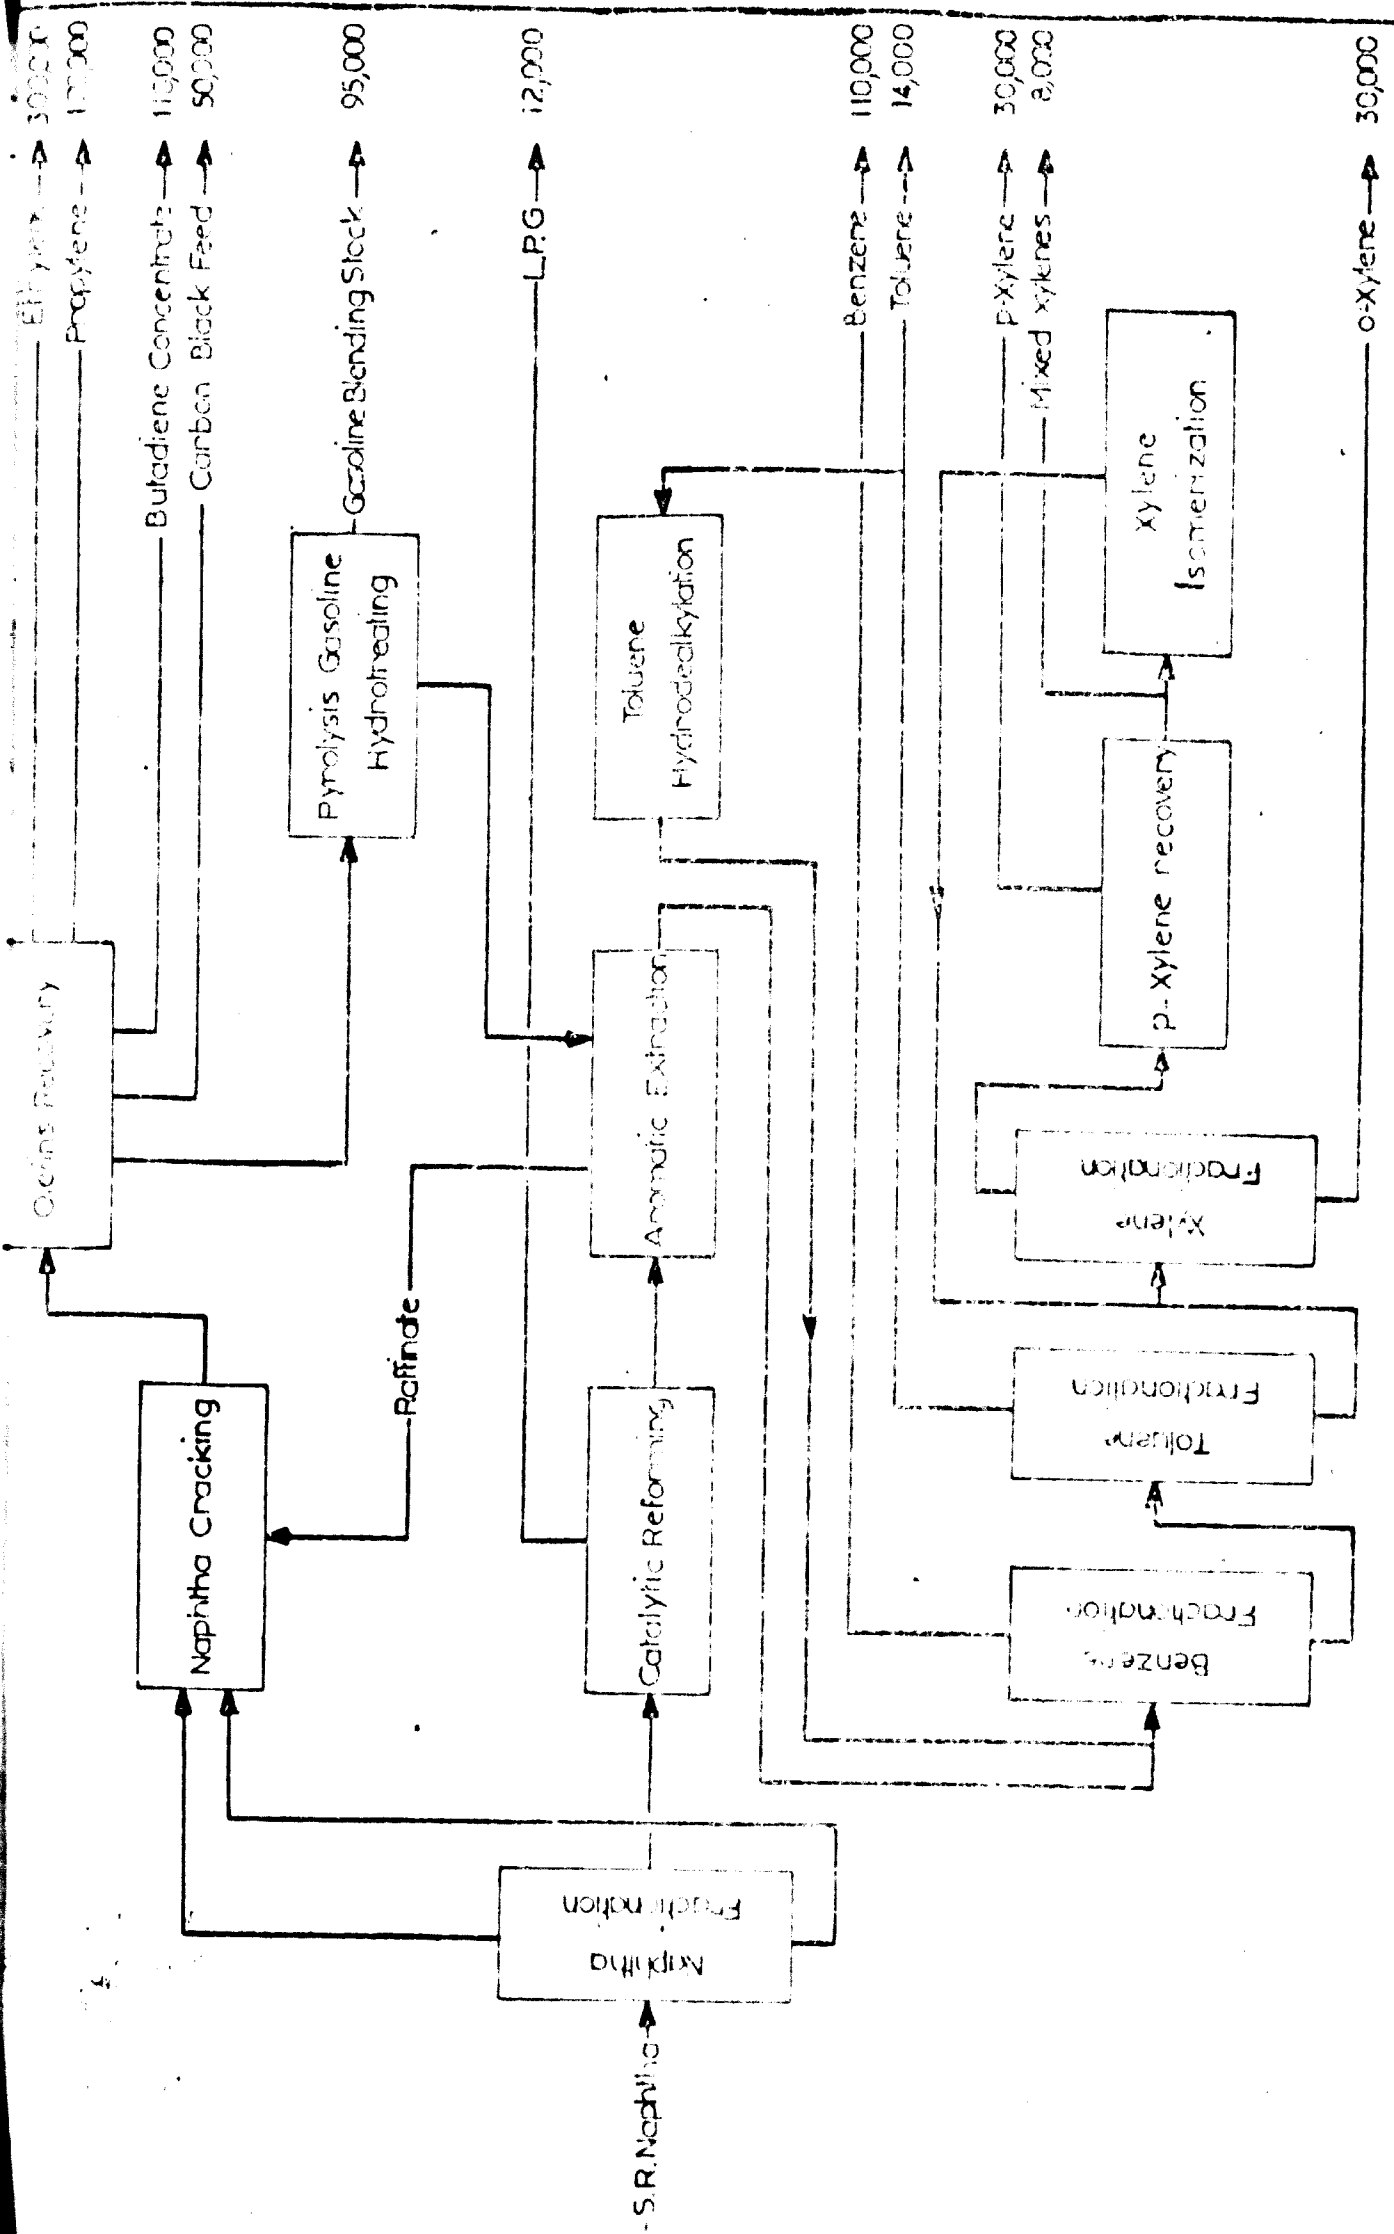 Ethylene
Propylene
110,000
Butadiene Concentrate
50,000
Carbon Black Feed
Olefins Recovery
Naphtha Cracking
95,000
Gasoline Blending Stock
Pyrolysis Gasoline
Hydrotreating
Raffinate
12,000
L.P.G
Toluene
Hydrodealkylation
Aromatic Extraction
Catalytic Reforming
Naphtha
Fractionation
S.R. Naphtha
Benzene
110,000
Toluene
14,000
p-Xylene
30,000
Mixed xylenes
8,000
Xylene
Isomerization
p-Xylene recovery
Xylene
Fractionation
Toluene
Fractionation
Benzene
Fractionation
o-Xylene
30,000